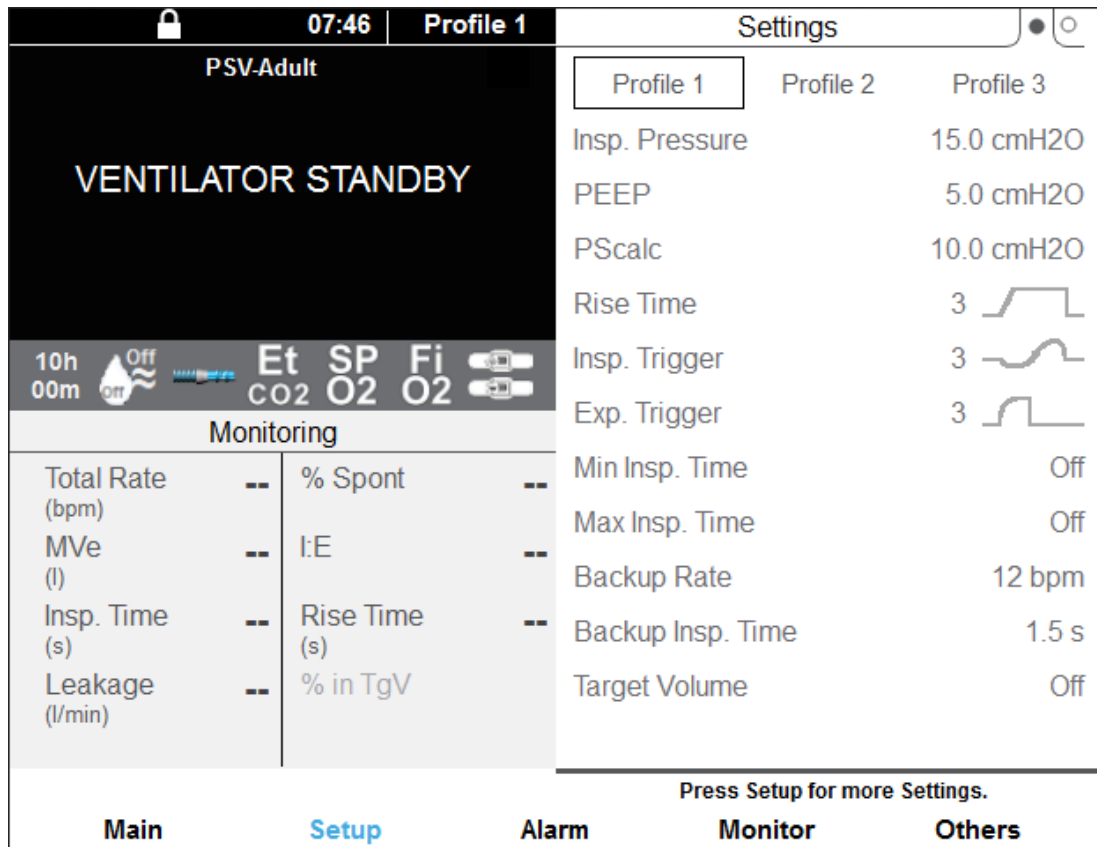 07:46 Profile 1
PSV-Adult
VENTILATOR STANDBY
10h 00m
Off
Off
Et CO2
SP O2
Fi O2
Monitoring
Total Rate (bpm) --
% Spont --
MVe (l) --
I:E --
Insp. Time (s) --
Rise Time (s) --
Leakage (l/min) --
% in TgV
Settings
Profile 1 Profile 2 Profile 3
Insp. Pressure 15.0 cmH2O
PEEP 5.0 cmH2O
PScalc 10.0 cmH2O
Rise Time 3
Insp. Trigger 3
Exp. Trigger 3
Min Insp. Time Off
Max Insp. Time Off
Backup Rate 12 bpm
Backup Insp. Time 1.5 s
Target Volume Off
Press Setup for more Settings.
Main Setup Alarm Monitor Others